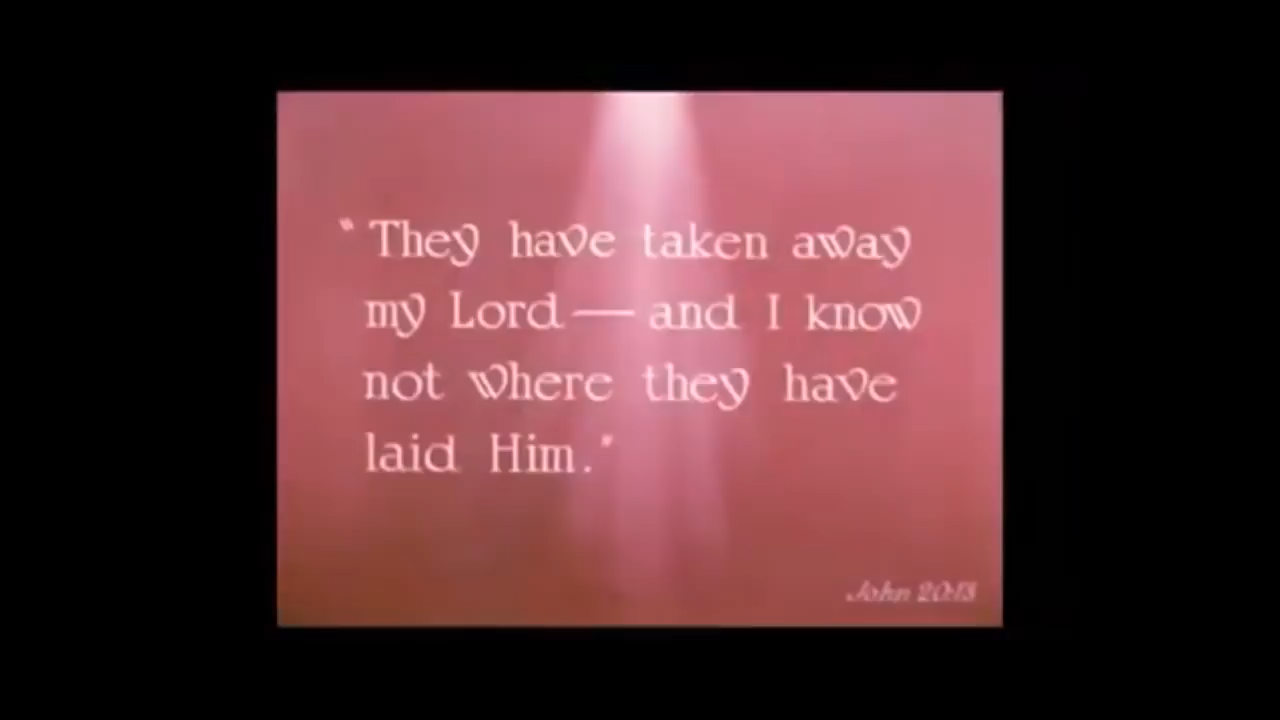 "They have taken away
my Lord — and I know
not where they have
laid Him."
John 20:13